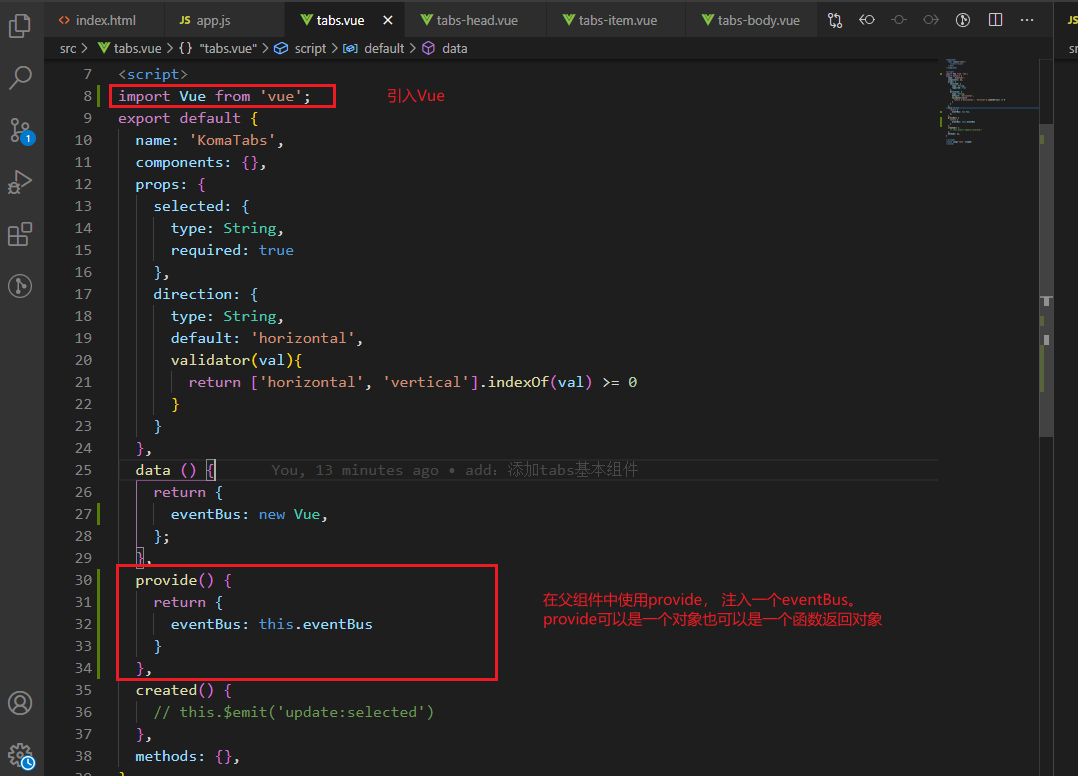 index.html
JS app.js
tabs.vue
tabs-head.vue
tabs-item.vue
tabs-body.vue
JS
src > tabs.vue > {} "tabs.vue" > script > default > data
sr
7 <script>
8 import Vue from 'vue';
引入Vue
9 export default {
10 name: 'KomaTabs',
11 components: {},
12 props: {
13 selected: {
14 type: String,
15 required: true
16 },
17 direction: {
18 type: String,
19 default: 'horizontal',
20 validator(val){
21 return ['horizontal', 'vertical'].indexOf(val) >= 0
22 }
23 }
24 },
25 data () { You, 13 minutes ago • add：添加tabs基本组件
26 return {
27 eventBus: new Vue,
28 };
29 },
30 provide() {
31 return {
32 eventBus: this.eventBus
33 }
34 },
在父组件中使用provide， 注入一个eventBus。
provide可以是一个对象也可以是一个函数返回对象
35 created() {
36 // this.$emit('update:selected')
37 },
38 methods: {},
1